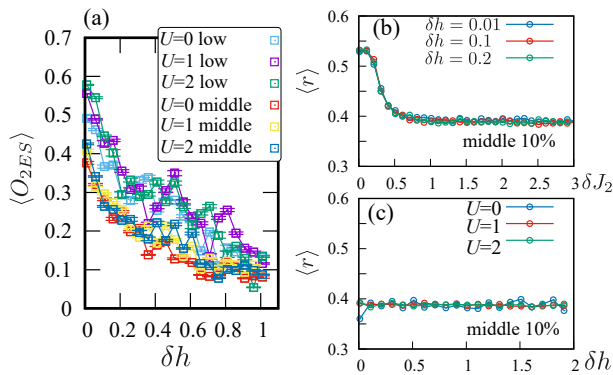 (a)
⟨O_{2ES}⟩
0.7
0.6
0.5
0.4
0.3
0.2
0.1
0
0 0.2 0.4 0.6 0.8 1
δh
U=0 low
U=1 low
U=2 low
U=0 middle
U=1 middle
U=2 middle
(b)
⟨r⟩
0.6
0.5
0.4
0.3
δh = 0.01
δh = 0.1
δh = 0.2
middle 10%
0 0.5 1 1.5 2 2.5 3 δJ_2
(c)
⟨r⟩
0.6
0.5
0.4
0.3
U=0
U=1
U=2
middle 10%
0 0.5 1 1.5 2 δh